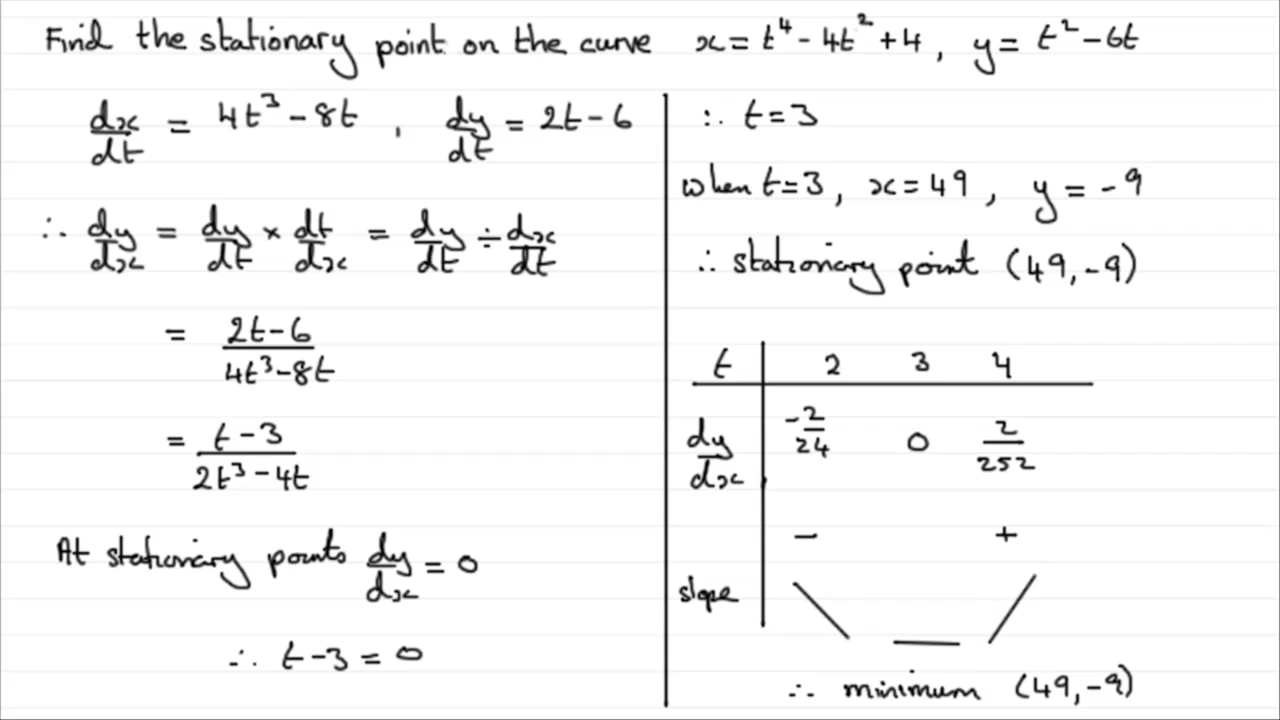 Find the stationary point on the curve x = t⁴ - 4t² + 4, y = t² - 6t
dx/dt = 4t³ - 8t, dy/dt = 2t - 6
∴ dy/dx = dy/dt × dt/dx = dy/dt ÷ dx/dt
= (2t - 6)/(4t³ - 8t)
= (t - 3)/(2t³ - 4t)
At stationary points dy/dx = 0
∴ t - 3 = 0
∴ t = 3
When t = 3, x = 49, y = -9
∴ stationary point (49, -9)
t 2 3 4
dy/dx -2/24 0 2/252
- +
slope
∴ minimum (49, -9)